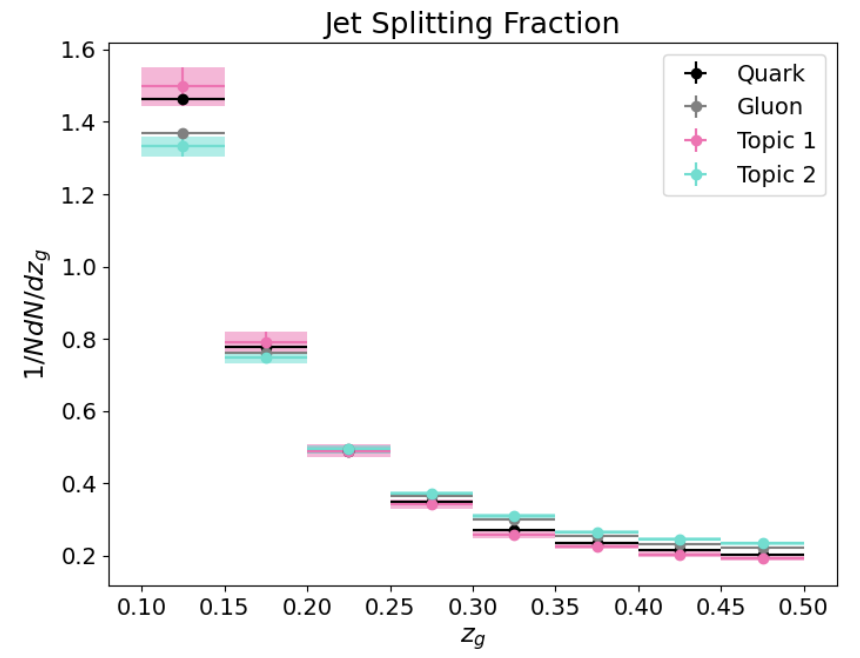 Jet Splitting Fraction
1/NdN/dz_g
1.6
1.4
1.2
1.0
0.8
0.6
0.4
0.2
Quark
Gluon
Topic 1
Topic 2
0.10 0.15 0.20 0.25 0.30 0.35 0.40 0.45 0.50
z_g